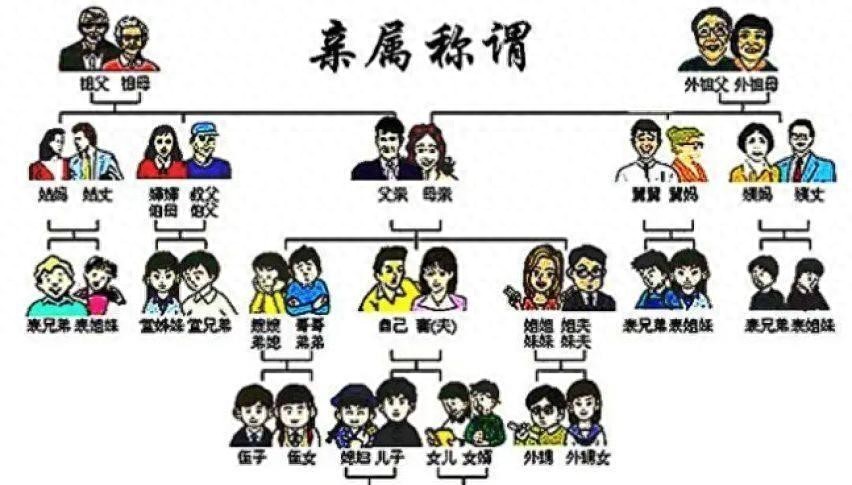 亲属称谓
祖父 祖母
外祖父 外祖母
姑妈 姑丈
婶婶 叔父
伯母 伯父
父亲 母亲
舅舅 舅妈
姨妈 姨丈
表兄弟 表姐妹
堂姊妹 堂兄弟
嫂嫂 哥哥
弟媳 弟弟
自己 妻(夫)
姐姐 姐夫
妹妹 妹夫
表兄弟 表姐妹
表兄弟 表姐妹
侄子 侄女
媳妇 儿子
女儿 女婿
外甥 外甥女